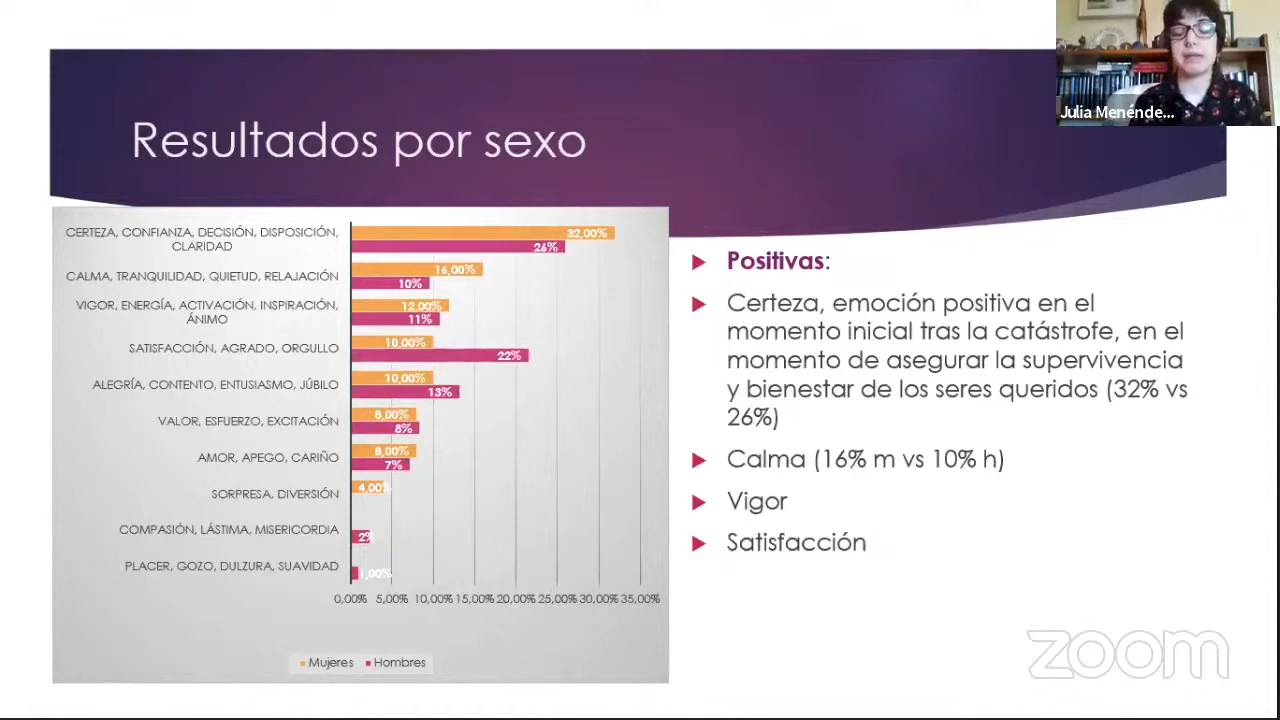 Julia Menénde...
Resultados por sexo
CERTEZA, CONFIANZA, DECISIÓN, DISPOSICIÓN,
CLARIDAD
32,00%
26%
CALMA, TRANQUILIDAD, QUIETUD, RELAJACIÓN
16,00%
10%
VIGOR, ENERGÍA, ACTIVACIÓN, INSPIRACIÓN,
ÁNIMO
12,00%
11%
SATISFACCIÓN, AGRADO, ORGULLO
10,00%
22%
ALEGRÍA, CONTENTO, ENTUSIASMO, JÚBILO
10,00%
13%
VALOR, ESFUERZO, EXCITACIÓN
8,00%
8%
AMOR, APEGO, CARIÑO
8,00%
7%
SORPRESA, DIVERSIÓN
4,00%
COMPASIÓN, LÁSTIMA, MISERICORDIA
2%
PLACER, GOZO, DULZURA, SUAVIDAD
1,00%
0,00% 5,00% 10,00% 15,00% 20,00% 25,00% 30,00% 35,00%
Mujeres Hombres
Positivas:
Certeza, emoción positiva en el
momento inicial tras la catástrofe, en el
momento de asegurar la supervivencia
y bienestar de los seres queridos (32% vs
26%)
Calma (16% m vs 10% h)
Vigor
Satisfacción
zoom